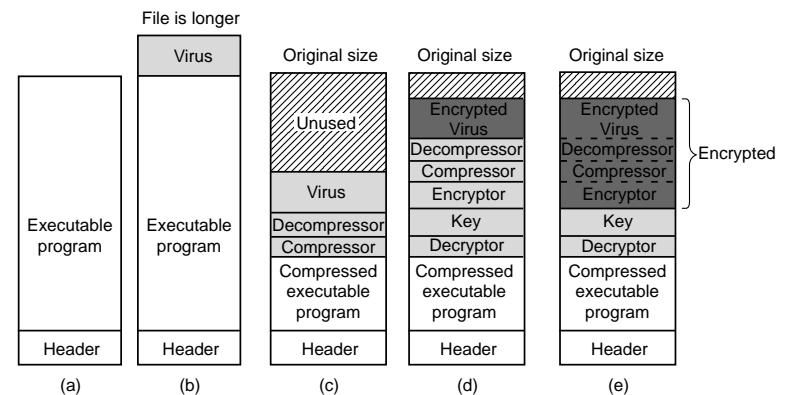 File is longer
Virus
Executable
program
Header
(a)
Executable
program
Header
(b)
Original size
Unused
Virus
Decompressor
Compressor
Compressed
executable
program
Header
(c)
Original size
Encrypted
Virus
Decompressor
Compressor
Encryptor
Key
Decryptor
Compressed
executable
program
Header
(d)
Original size
Encrypted
Virus
Decompressor
Compressor
Encryptor
Key
Decryptor
Compressed
executable
program
Header
(e)
Encrypted